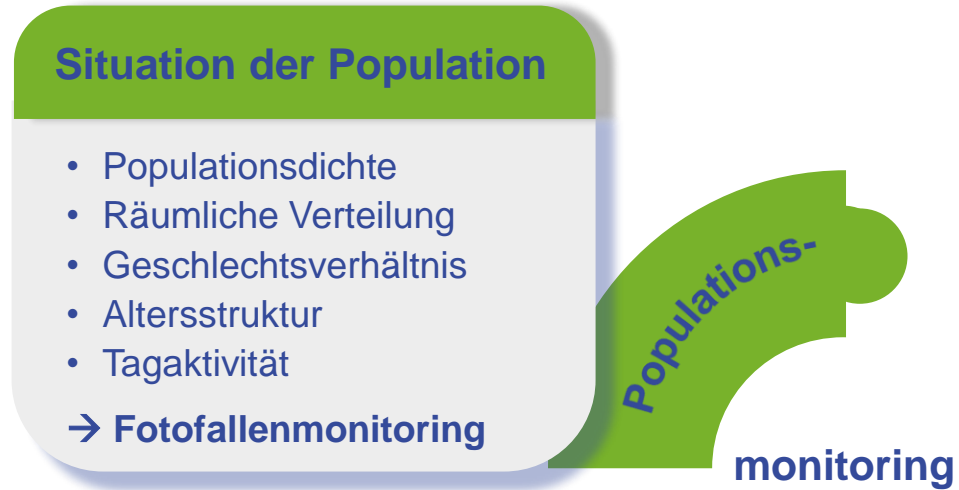 Situation der Population
• Populationsdichte
• Räumliche Verteilung
• Geschlechtsverhältnis
• Altersstruktur
• Tagaktivität
→ Fotofallenmonitoring
Populations-
monitoring